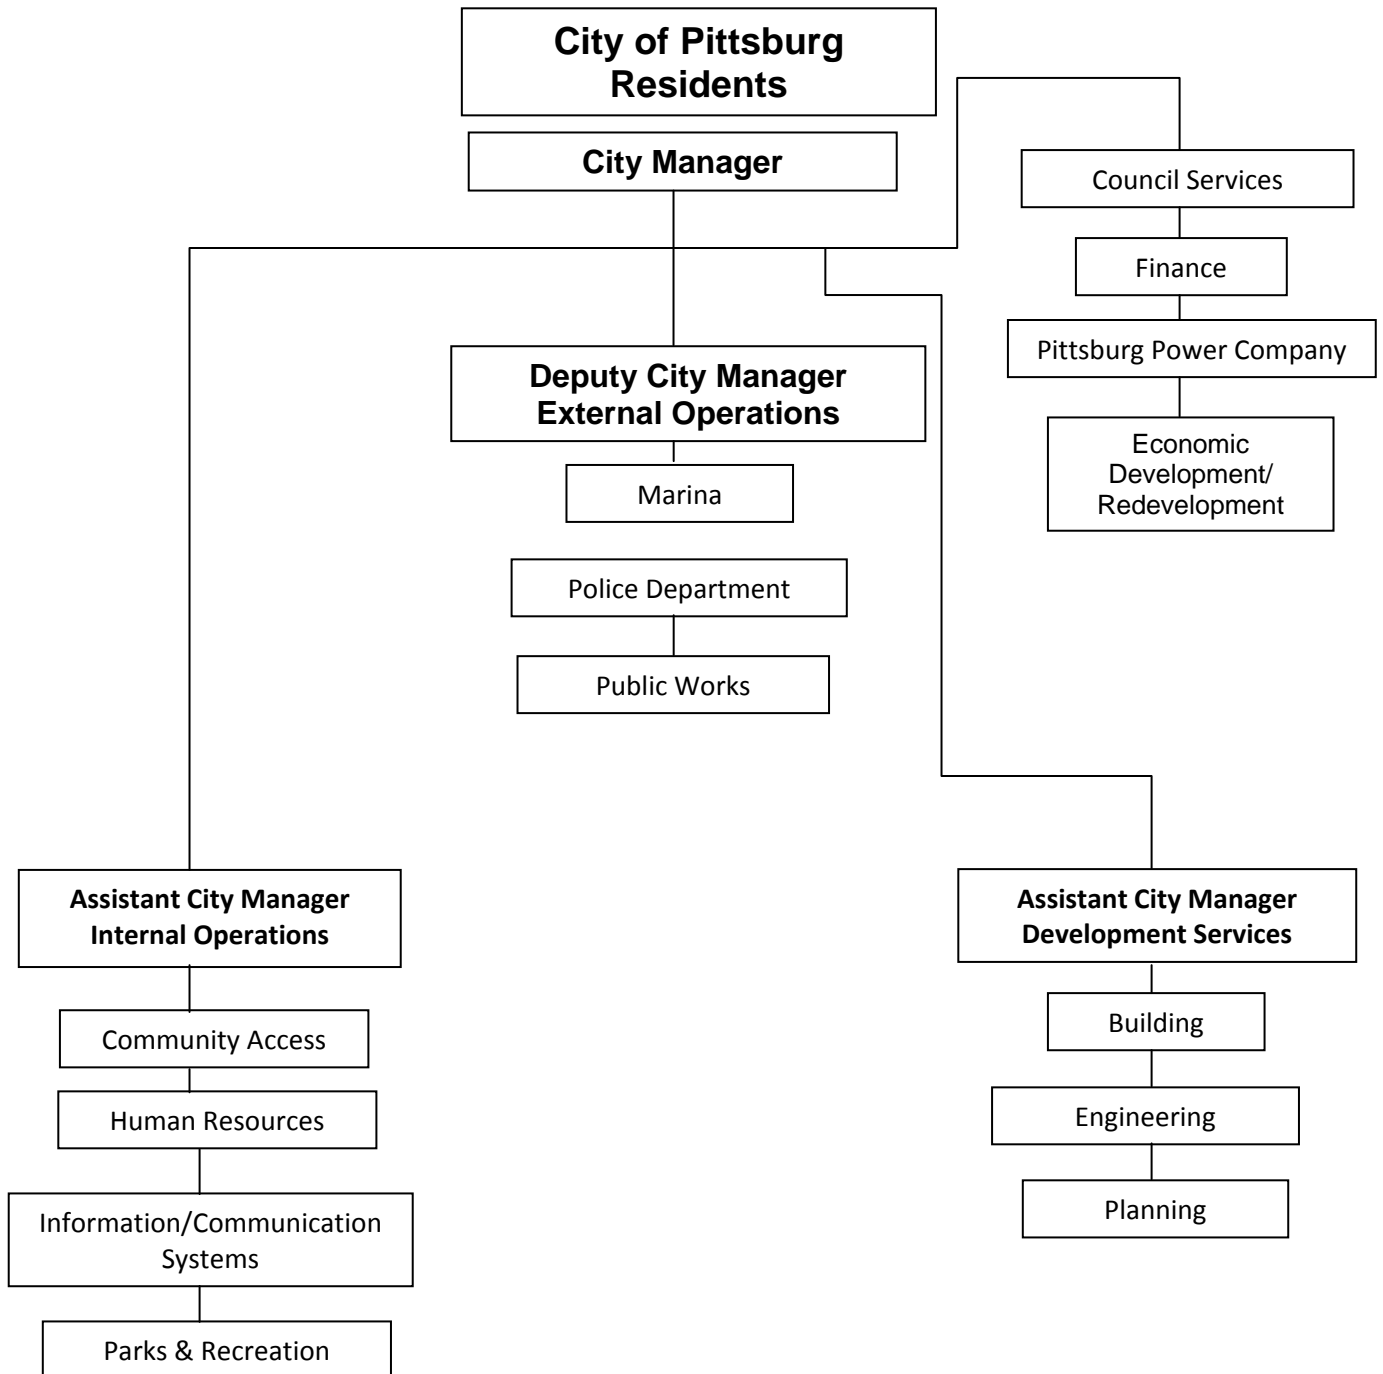 City of Pittsburg
Residents
City Manager
Council Services
Finance
Pittsburg Power Company
Economic
Development/
Redevelopment
Deputy City Manager
External Operations
Marina
Police Department
Public Works
Assistant City Manager
Internal Operations
Community Access
Human Resources
Information/Communication
Systems
Parks & Recreation
Assistant City Manager
Development Services
Building
Engineering
Planning